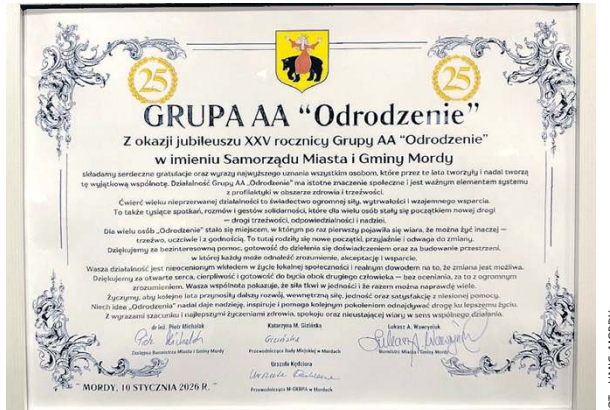 25
25
GRUPA AA "Odrodzenie"
Z okazji jubileuszu XXV rocznicy Grupy AA "Odrodzenie"
w imieniu Samorządu Miasta i Gminy Mordy
składamy serdeczne gratulacje oraz wyrazy najwyższego uznania wszystkim osobom, które przez te lata tworzyły i nadal tworzą
tę wyjątkową wspólnotę. Działalność Grupy AA „Odrodzenie" ma istotne znaczenie społeczne i jest ważnym elementem systemu
z profilaktyki w obszarze zdrowia i trzeźwości.
Ćwierć wieku nieprzerwanej działalności to świadectwo ogromnej siły, wytrwałości i wzajemnego wsparcia.
To także tysiące spotkań, rozmów i gestów solidarności, które dla wielu osób stały się początkiem nowej drogi
— drogi trzeźwości, odpowiedzialności i nadziei.
Dla wielu osób „Odrodzenie" stało się miejscem, w którym po raz pierwszy pojawiła się wiara, że można żyć inaczej —
trzeźwo, uczciwie i z godnością. To tutaj rodziły się nowe początki, przyjaźnie i odwaga do zmiany.
Dziękujemy za bezinteresowną pomoc, gotowość do dzielenia się doświadczeniem oraz za budowanie przestrzeni,
w której każdy może odnaleźć zrozumienie, akceptację i wsparcie.
Wasza działalność jest nieocenionym wkładem w życie lokalnej społeczności i realnym dowodem na to, że zmiana jest możliwa.
Dziękujemy za otwarte serca, cierpliwość i gotowość do bycia obok drugiego człowieka — bez oceniania, za to z ogromnym
zrozumieniem. Wasza wspólnota pokazuje, że siła tkwi w jedności i że razem można naprawdę wiele.
Życzymy, aby kolejne lata przynosiły dalszy rozwój, wewnętrzną siłę, jedność oraz satysfakcję z niesionej pomocy.
Niech idea „Odrodzenia" nadal daje nadzieję, inspiruje i pomaga kolejnym pokoleniom odnajdywać drogę ku lepszemu życiu.
Z wyrazami szacunku i najlepszymi życzeniami zdrowia, spokoju oraz nieustającej wiary w sens wspólnego działania.
dr inż. Piotr Michalak Katarzyna M. Gizińska Łukasz A. Wawryniuk
Piotr Michalak Gizińska
Zastępca Burmistrza Miasta i Gminy Mordy Przewodnicząca Rady Miejskiej w Mordach Burmistrz Miasta i Gminy Mordy
Urszula Kędziora
Przewodnicząca M-GKRPA w Mordach
MORDY, 10 STYCZNIA 2026 R.